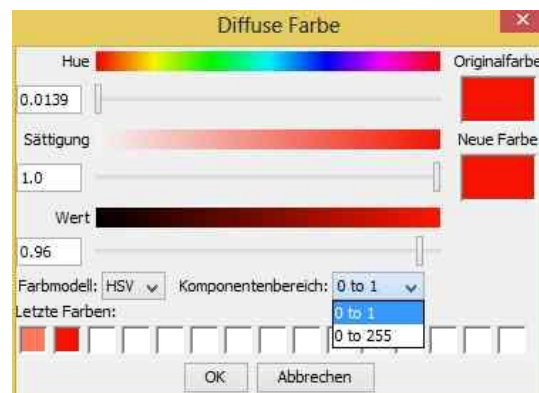 Diffuse Farbe
Hue
Originalfarbe
0.0139
Sättigung
Neue Farbe
1.0
Wert
0.96
Farbmodell: HSV Komponentenbereich: 0 to 1
0 to 1
Letzte Farben:
0 to 255
OK Abbrechen